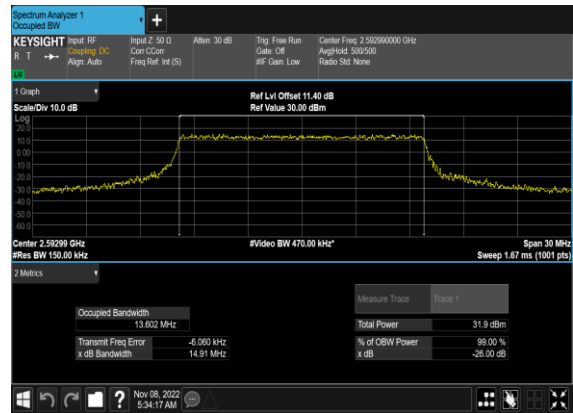 Spectrum Analyzer 1
Occupied BW
+
KEYSIGHT Input: RF Input Z: 50 Ω Atten: 30 dB Trig: Free Run Center Freq: 2.592990000 GHz
R T Coupling: DC Corr CCorr Gate: Off Avg|Hold: 500/500
Align: Auto Freq Ref: Int (S) #IF Gain: Low Radio Std: None
LXI
1 Graph
Ref Lvl Offset 11.40 dB
Scale/Div 10.0 dB Ref Value 30.00 dBm
Log
20.0
10.0
0.00
-10.0
-20.0
-30.0
-40.0
-50.0
-60.0
Center 2.59299 GHz #Video BW 470.00 kHz* Span 30 MHz
#Res BW 150.00 kHz Sweep 1.67 ms (1001 pts)
2 Metrics
Measure Trace Trace 1
Occupied Bandwidth
13.602 MHz Total Power 31.9 dBm
Transmit Freq Error -6.060 kHz % of OBW Power 99.00 %
x dB Bandwidth 14.91 MHz x dB -26.00 dB
? Nov 08, 2022
5:34:17 AM